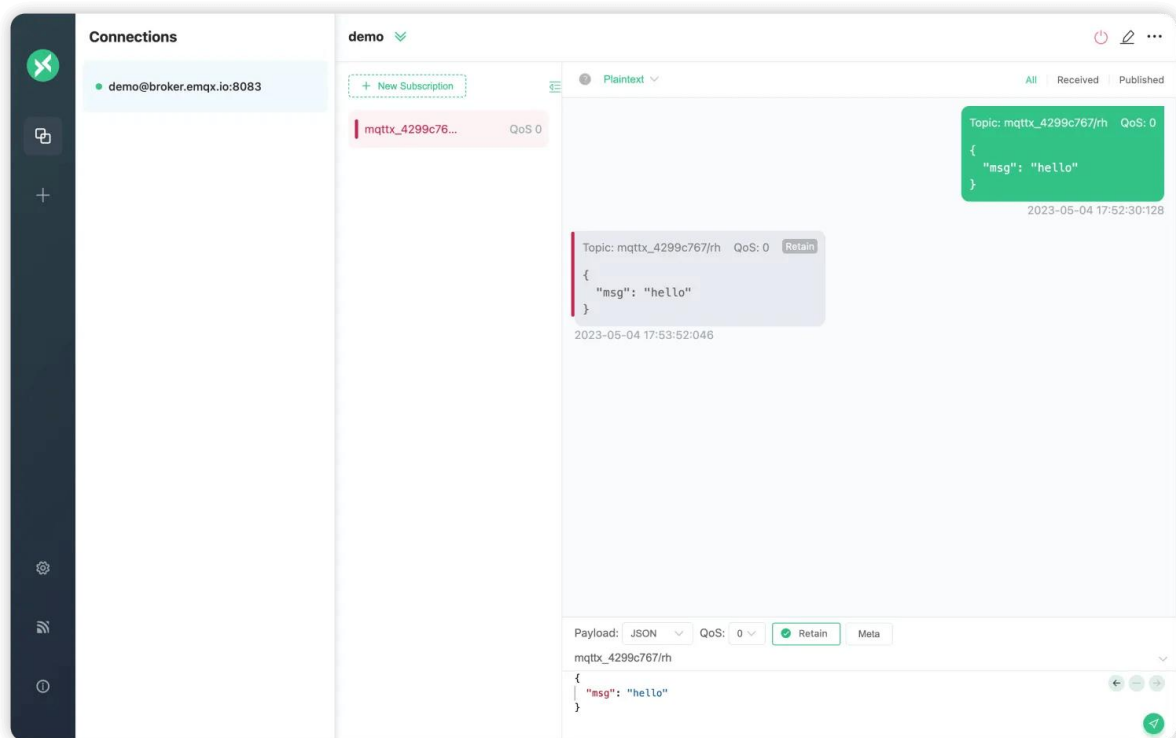 Connections
demo@broker.emqx.io:8083
demo
+ New Subscription
mqttx_4299c76... QoS 0
Plaintext
All Received Published
Topic: mqttx_4299c767/rh QoS: 0
{
"msg": "hello"
}
2023-05-04 17:52:30:128
Topic: mqttx_4299c767/rh QoS: 0 Retain
{
"msg": "hello"
}
2023-05-04 17:53:52:046
Payload: JSON QoS: 0 Retain Meta
mqttx_4299c767/rh
{
"msg": "hello"
}